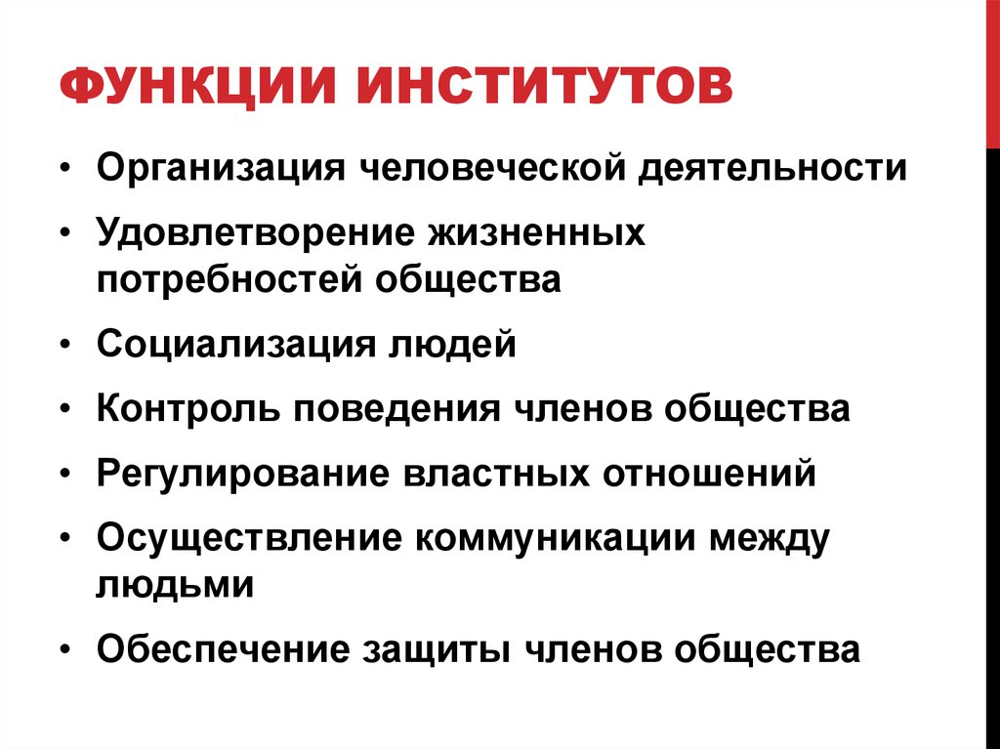 ФУНКЦИИ ИНСТИТУТОВ
• Организация человеческой деятельности
• Удовлетворение жизненных
потребностей общества
• Социализация людей
• Контроль поведения членов общества
• Регулирование властных отношений
• Осуществление коммуникации между
людьми
• Обеспечение защиты членов общества